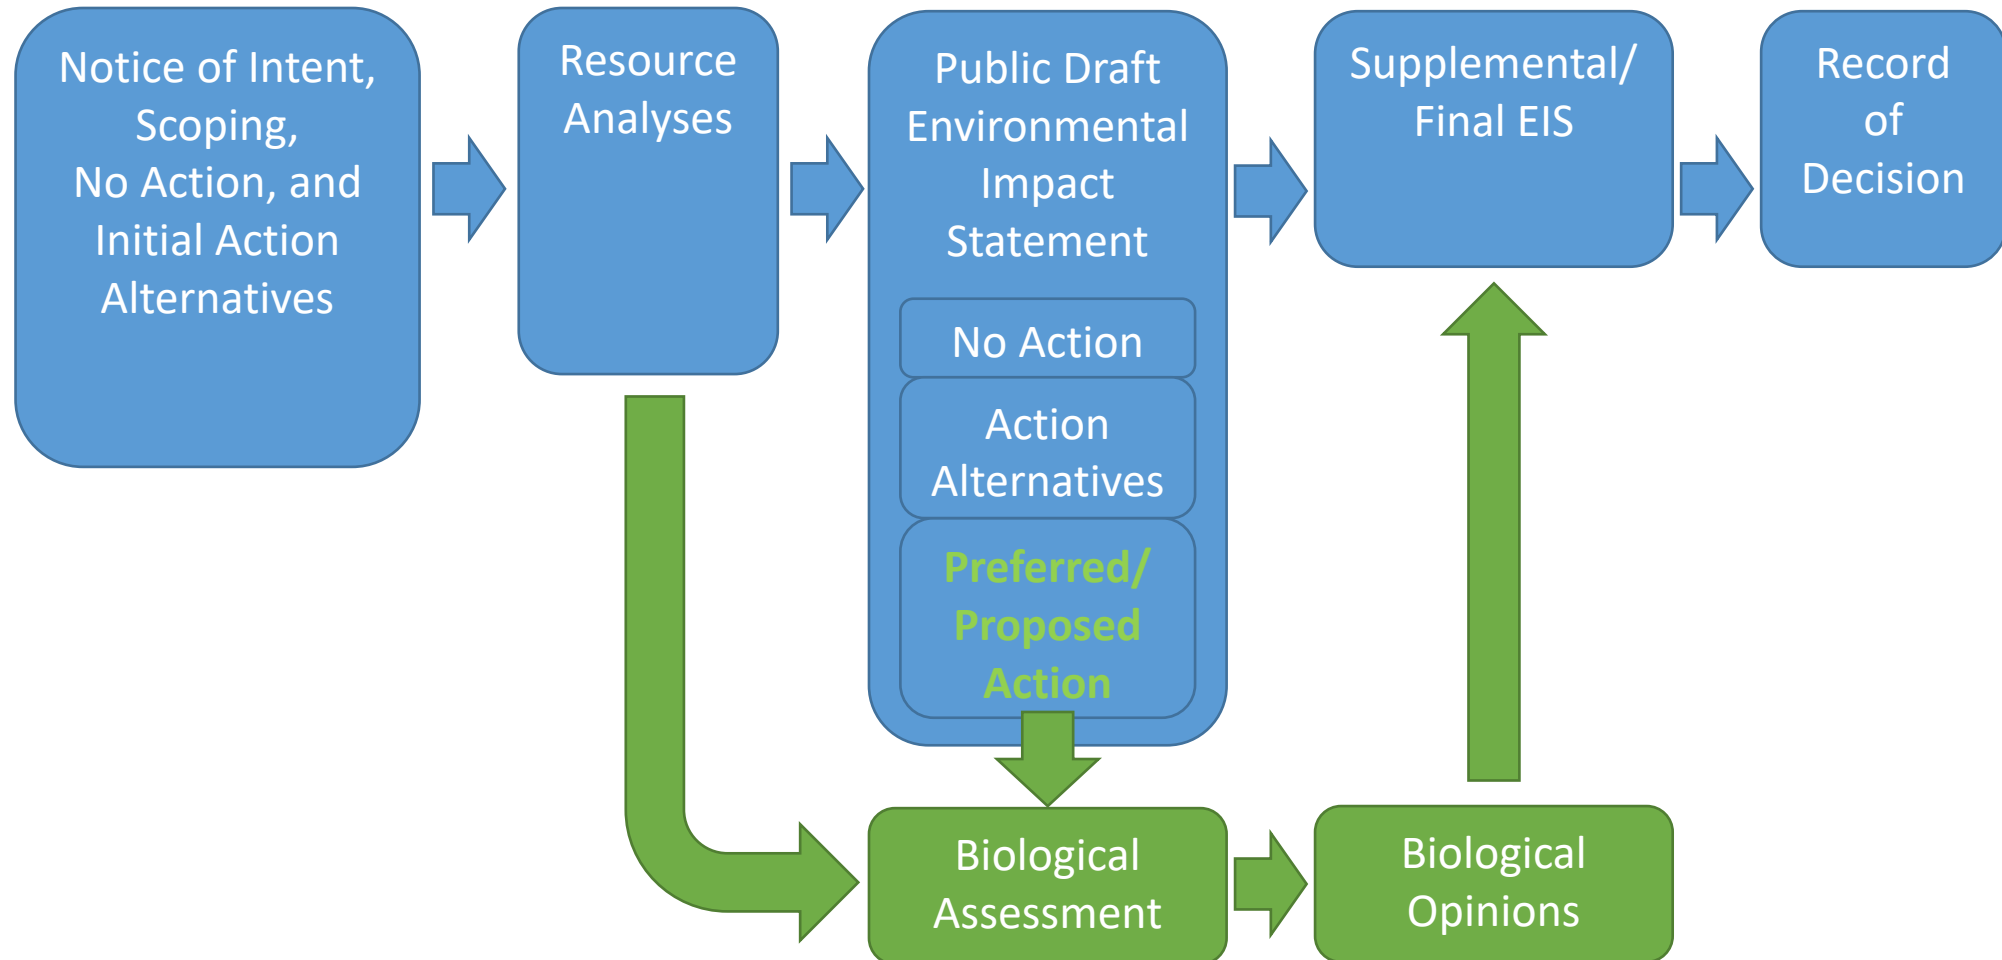 Notice of Intent,
Scoping,
No Action, and
Initial Action
Alternatives
Resource
Analyses
Public Draft
Environmental
Impact
Statement
No Action
Action
Alternatives
Preferred/
Proposed
Action
Supplemental/
Final EIS
Record
of
Decision
Biological
Assessment
Biological
Opinions